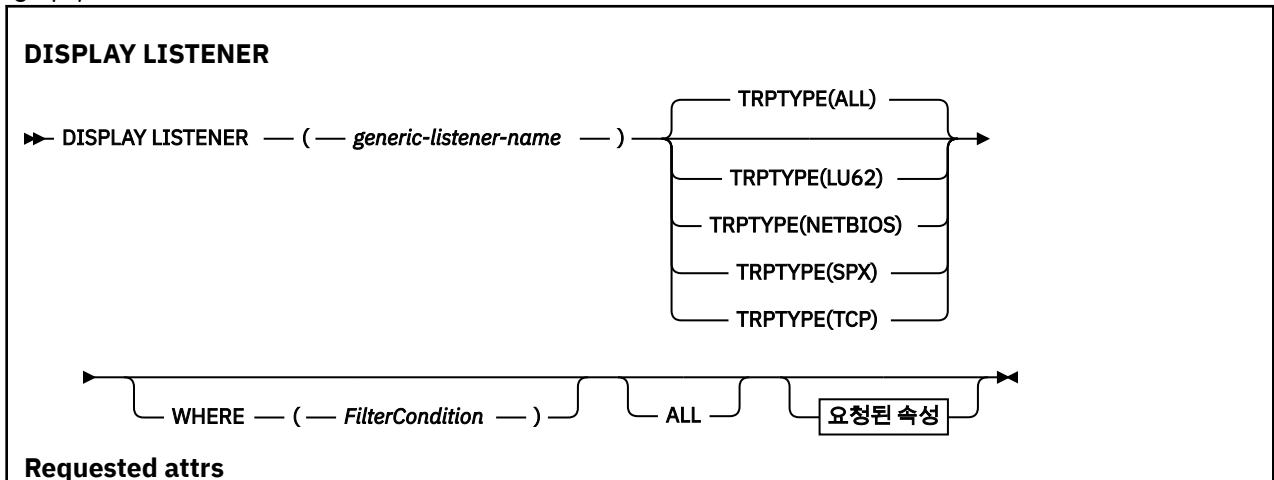 DISPLAY LISTENER
TRPTYPE(ALL)
DISPLAY LISTENER ( generic-listener-name )
TRPTYPE(LU62)
TRPTYPE(NETBIOS)
TRPTYPE(SPX)
TRPTYPE(TCP)
WHERE ( FilterCondition ) ALL 요청된 속성
Requested attrs